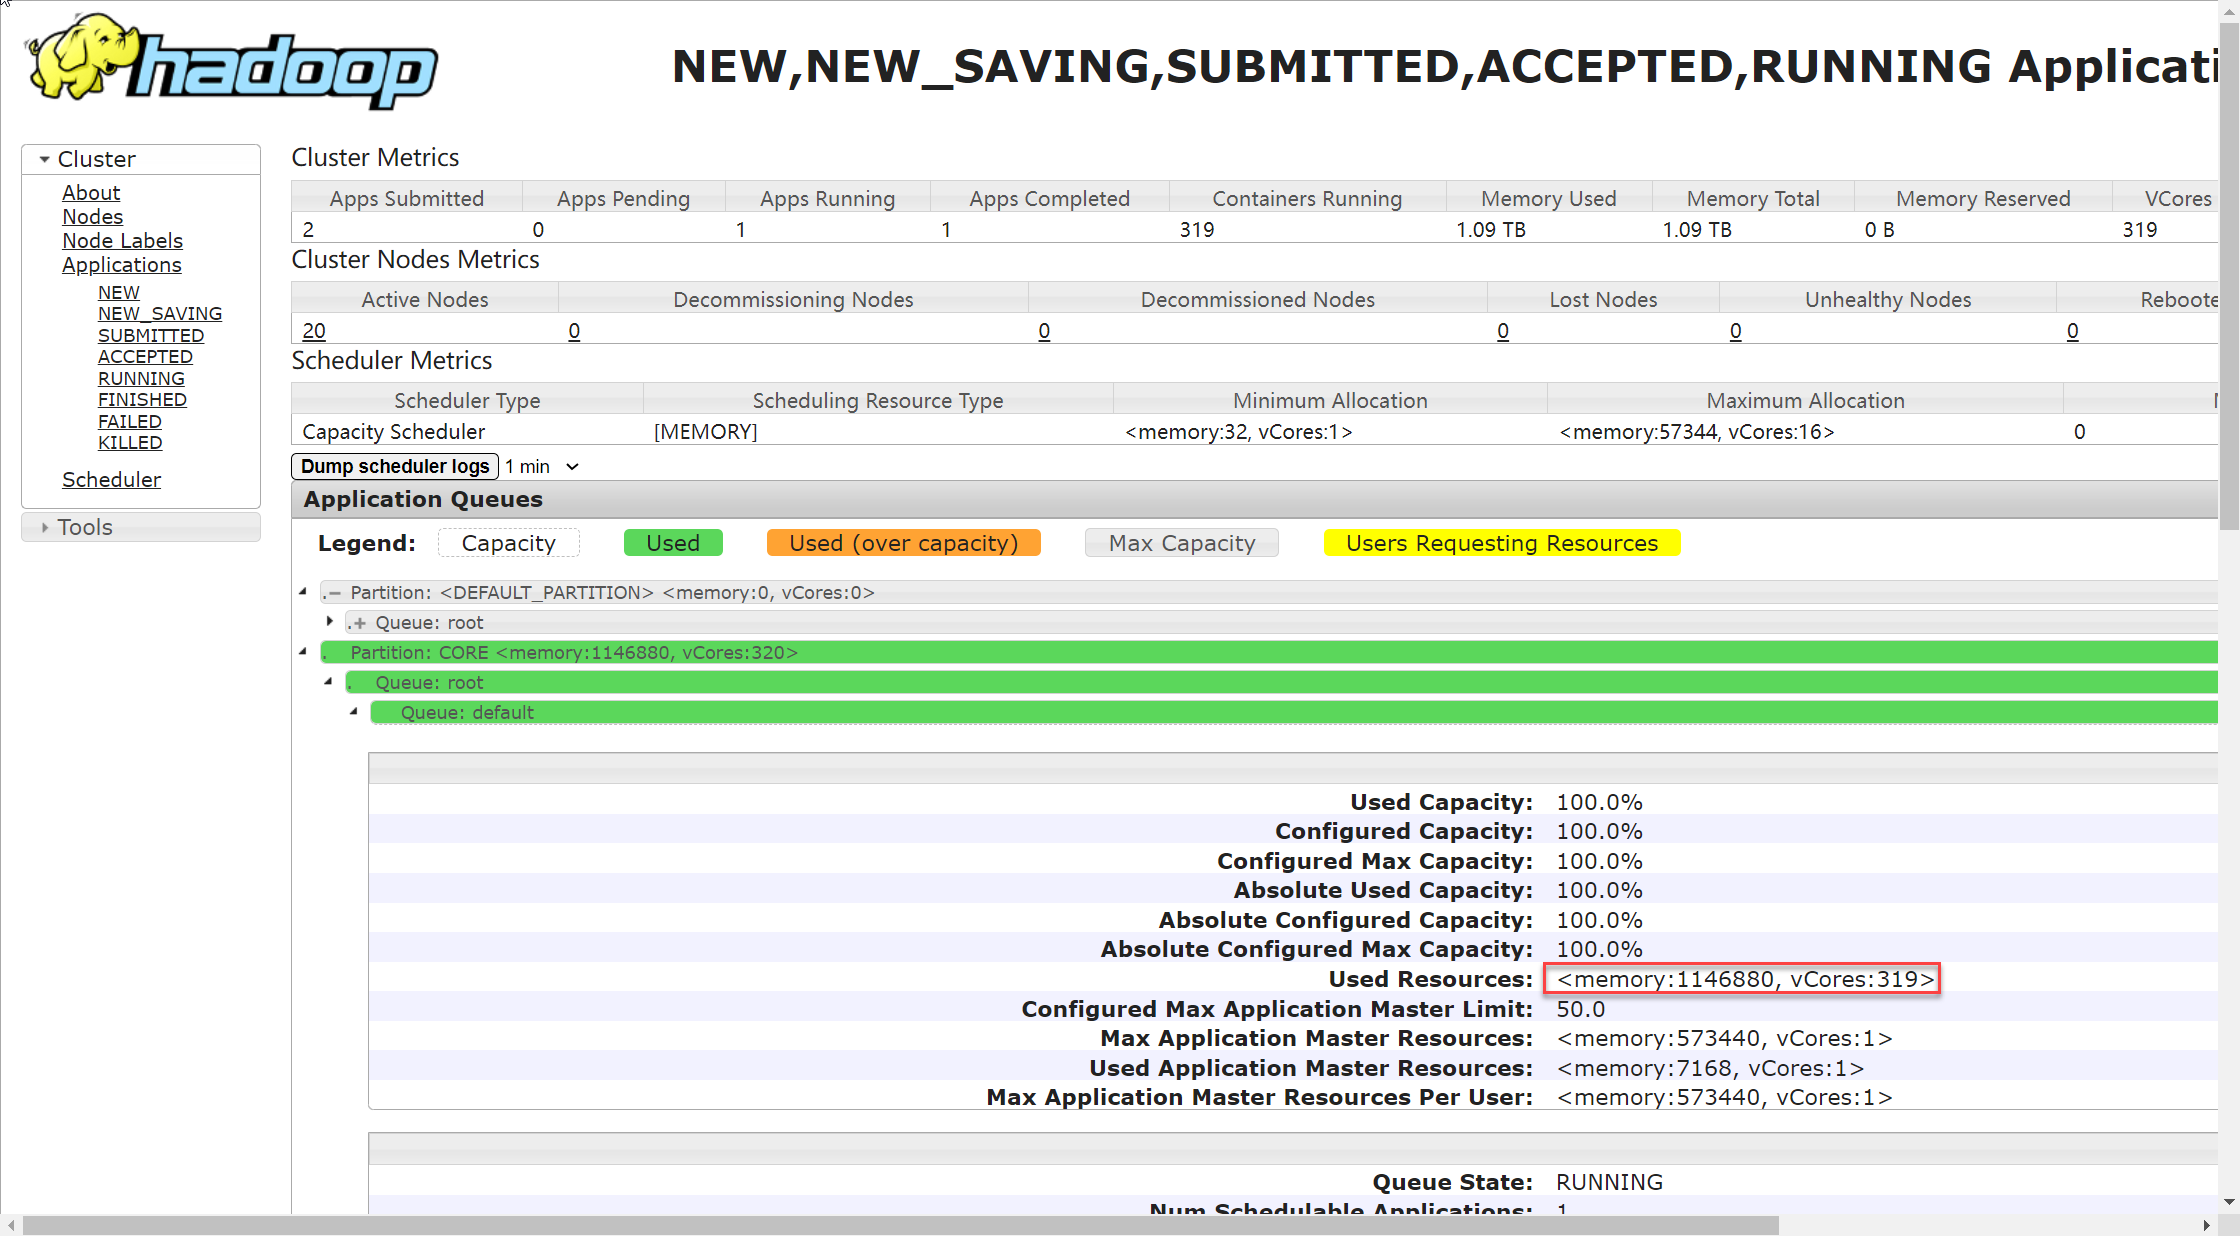 hadoop
NEW,NEW_SAVING,SUBMITTED,ACCEPTED,RUNNING Applicati
Cluster
About
Nodes
Node Labels
Applications
NEW
NEW_SAVING
SUBMITTED
ACCEPTED
RUNNING
FINISHED
FAILED
KILLED
Scheduler
Tools
Cluster Metrics
Apps Submitted Apps Pending Apps Running Apps Completed Containers Running Memory Used Memory Total Memory Reserved VCores
2 0 1 1 319 1.09 TB 1.09 TB 0 B 319
Cluster Nodes Metrics
Active Nodes Decommissioning Nodes Decommissioned Nodes Lost Nodes Unhealthy Nodes Reboote
20 0 0 0 0 0
Scheduler Metrics
Scheduler Type Scheduling Resource Type Minimum Allocation Maximum Allocation
Capacity Scheduler [MEMORY] <memory:32, vCores:1> <memory:57344, vCores:16> 0
Dump scheduler logs 1 min
Application Queues
Legend: Capacity Used Used (over capacity) Max Capacity Users Requesting Resources
.− Partition: <DEFAULT_PARTITION> <memory:0, vCores:0>
.+ Queue: root
. Partition: CORE <memory:1146880, vCores:320>
. Queue: root
Queue: default
Used Capacity: 100.0%
Configured Capacity: 100.0%
Configured Max Capacity: 100.0%
Absolute Used Capacity: 100.0%
Absolute Configured Capacity: 100.0%
Absolute Configured Max Capacity: 100.0%
Used Resources: <memory:1146880, vCores:319>
Configured Max Application Master Limit: 50.0
Max Application Master Resources: <memory:573440, vCores:1>
Used Application Master Resources: <memory:7168, vCores:1>
Max Application Master Resources Per User: <memory:573440, vCores:1>
Queue State: RUNNING
Num Schedulable Applications: 1